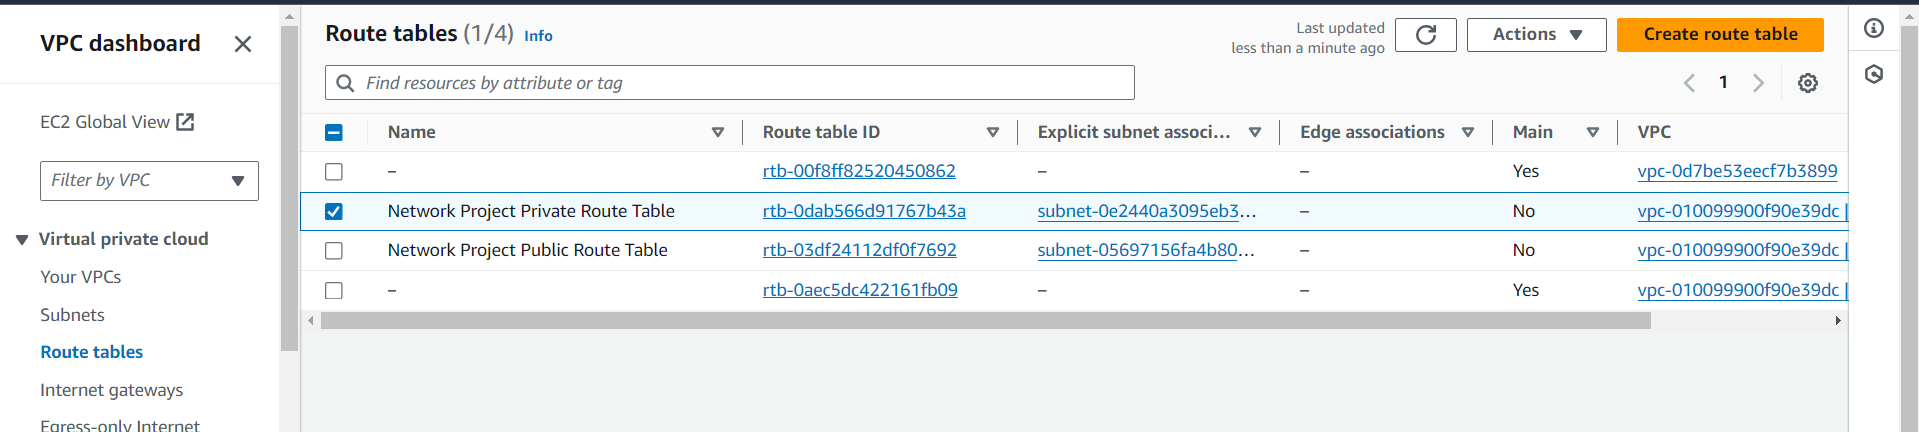 VPC dashboard
EC2 Global View
Filter by VPC
Virtual private cloud
Your VPCs
Subnets
Route tables
Internet gateways
Egress-only Internet
Route tables (1/4) Info
Last updated
less than a minute ago
Actions
Create route table
Find resources by attribute or tag
1
Name Route table ID Explicit subnet associ... Edge associations Main VPC
– rtb-00f8ff82520450862 – – Yes vpc-0d7be53eecf7b3899
Network Project Private Route Table rtb-0dab566d91767b43a subnet-0e2440a3095eb3... – No vpc-010099900f90e39dc |
Network Project Public Route Table rtb-03df24112df0f7692 subnet-05697156fa4b80... – No vpc-010099900f90e39dc |
– rtb-0aec5dc422161fb09 – – Yes vpc-010099900f90e39dc |